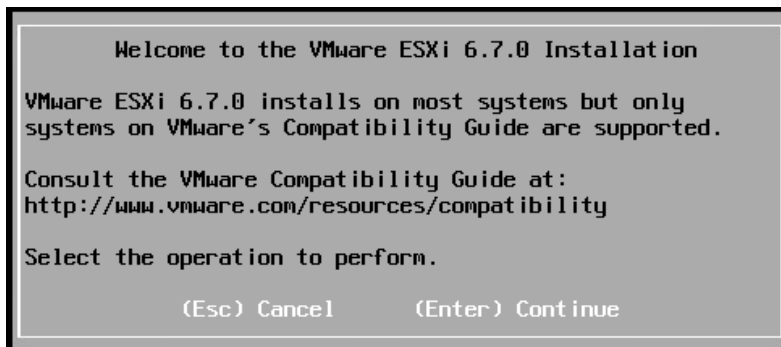 Welcome to the VMware ESXi 6.7.0 Installation
VMware ESXi 6.7.0 installs on most systems but only
systems on VMware's Compatibility Guide are supported.
Consult the VMware Compatibility Guide at:
http://www.vmware.com/resources/compatibility
Select the operation to perform.
(Esc) Cancel (Enter) Continue